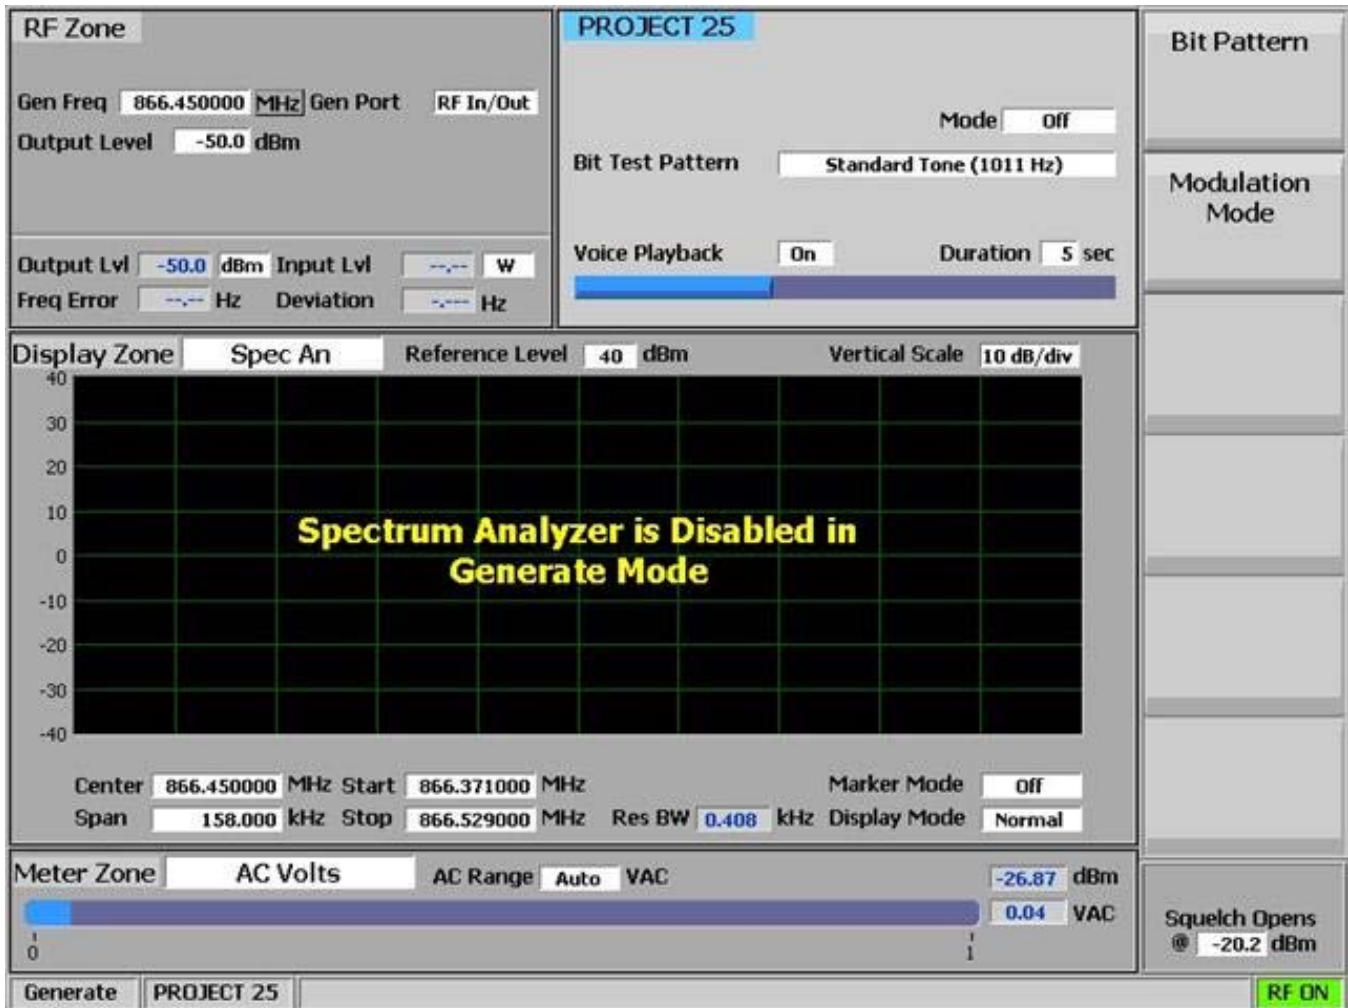 RF Zone
Gen Freq 866.450000 MHz Gen Port RF In/Out
Output Level -50.0 dBm
Output Lvl -50.0 dBm Input Lvl --.-- W
Freq Error --.-- Hz Deviation -.--- Hz
PROJECT 25
Mode Off
Bit Test Pattern Standard Tone (1011 Hz)
Voice Playback On Duration 5 sec
Display Zone Spec An Reference Level 40 dBm Vertical Scale 10 dB/div
40
30
20
10
0
-10
-20
-30
-40
Spectrum Analyzer is Disabled in
Generate Mode
Center 866.450000 MHz Start 866.371000 MHz Marker Mode Off
Span 158.000 kHz Stop 866.529000 MHz Res BW 0.408 kHz Display Mode Normal
Meter Zone AC Volts AC Range Auto VAC -26.87 dBm
0.04 VAC
0 1
Bit Pattern
Modulation
Mode
Squelch Opens
@ -20.2 dBm
Generate PROJECT 25 RF ON